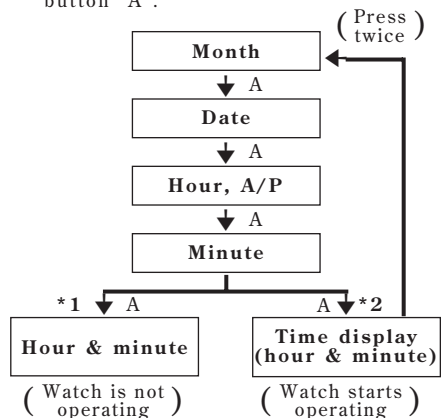 button "A".
( Press
twice )
Month
A
Date
A
Hour, A/P
A
Minute
*1 A
A *2
Hour & minute
Time display
(hour & minute)
( Watch is not
operating )
( Watch starts
operating )